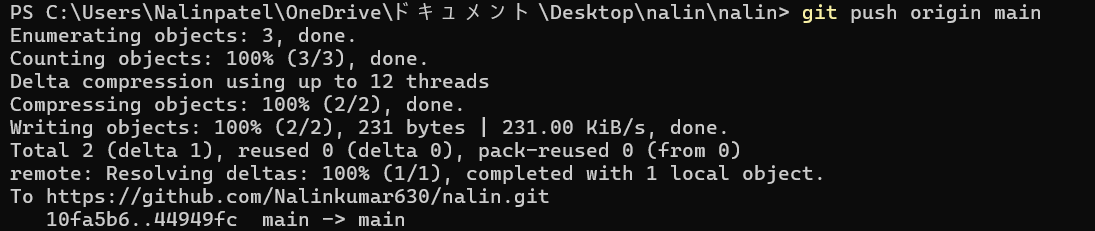 PS C:\Users\Nalinpatel\OneDrive\ドキュメント\Desktop\nalin\nalin> git push origin main
Enumerating objects: 3, done.
Counting objects: 100% (3/3), done.
Delta compression using up to 12 threads
Compressing objects: 100% (2/2), done.
Writing objects: 100% (2/2), 231 bytes | 231.00 KiB/s, done.
Total 2 (delta 1), reused 0 (delta 0), pack-reused 0 (from 0)
remote: Resolving deltas: 100% (1/1), completed with 1 local object.
To https://github.com/Nalinkumar630/nalin.git
   10fa5b6..44949fc  main -> main